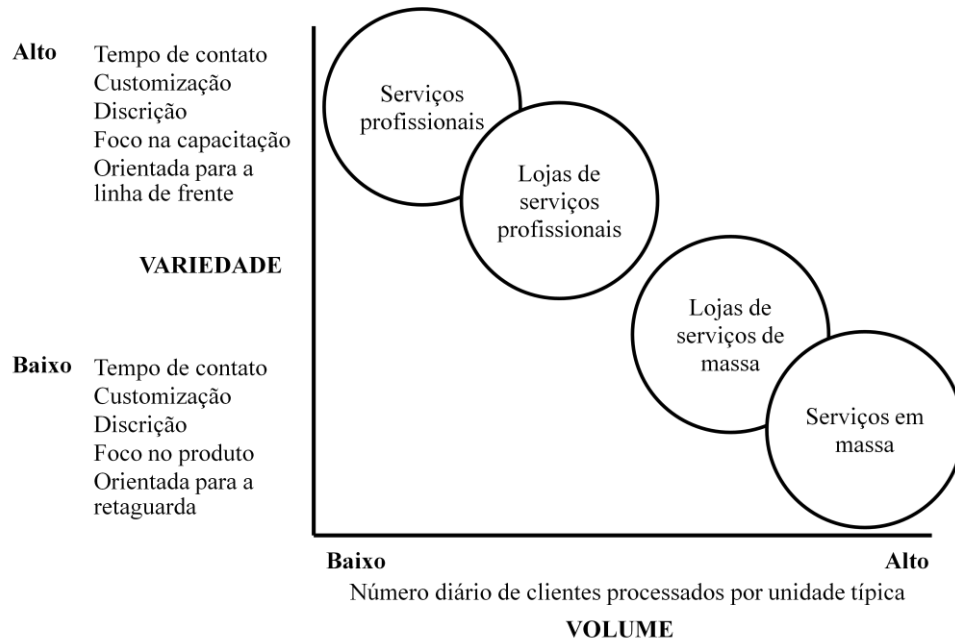 Alto
Tempo de contato
Customização
Discrição
Foco na capacitação
Orientada para a
linha de frente
VARIEDADE
Baixo
Tempo de contato
Customização
Discrição
Foco no produto
Orientada para a
retaguarda
Serviços
profissionais
Lojas de
serviços
profissionais
Lojas de
serviços de
massa
Serviços em
massa
Baixo
Alto
Número diário de clientes processados por unidade típica
VOLUME